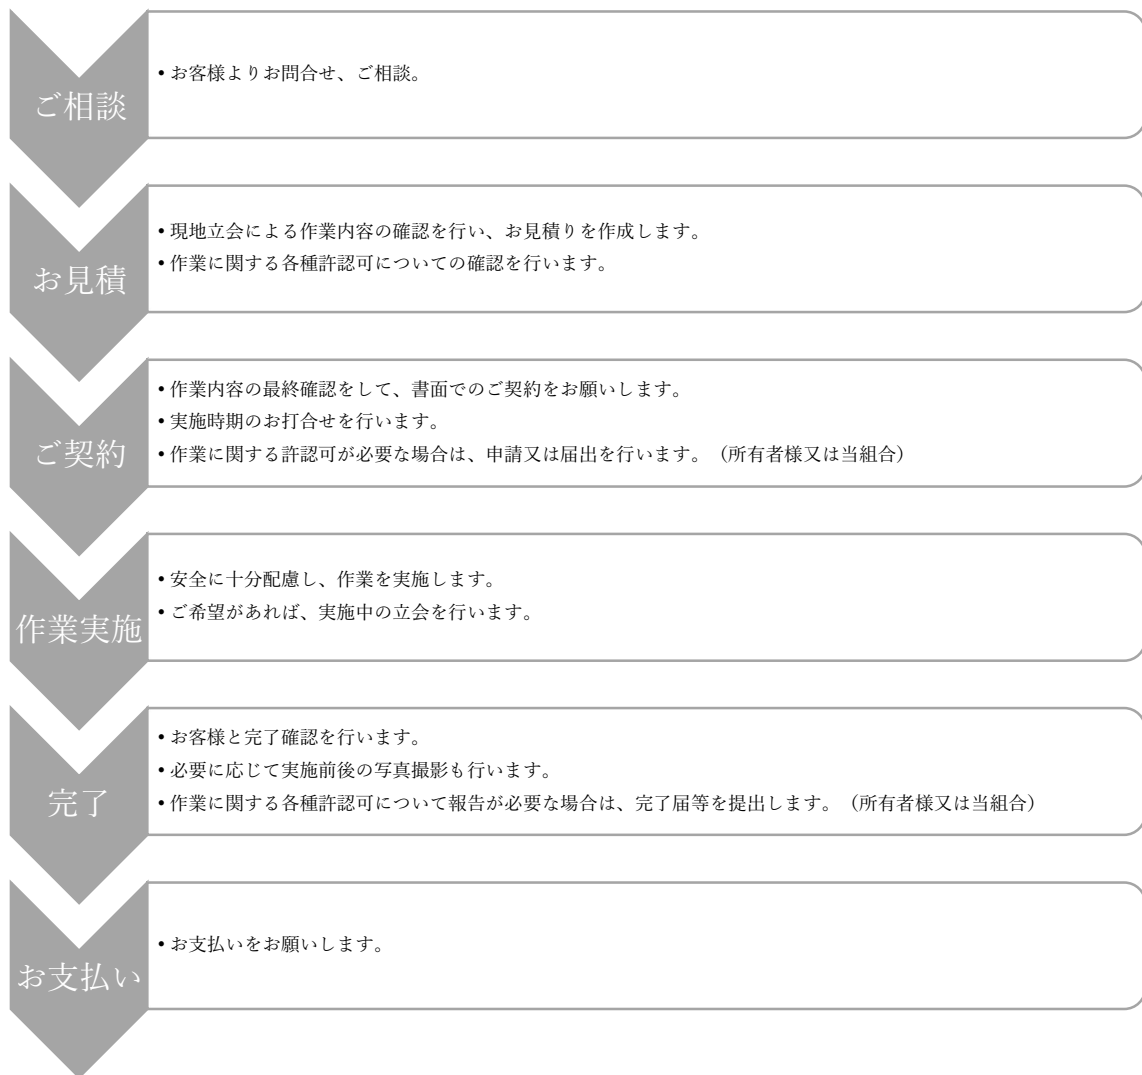 ご相談
• お客様よりお問合せ、ご相談。
お見積
• 現地立会による作業内容の確認を行い、お見積りを作成します。
• 作業に関する各種許認可についての確認を行います。
ご契約
• 作業内容の最終確認をして、書面でのご契約をお願いします。
• 実施時期のお打合せを行います。
• 作業に関する許認可が必要な場合は、申請又は届出を行います。（所有者様又は当組合）
作業実施
• 安全に十分配慮し、作業を実施します。
• ご希望があれば、実施中の立会を行います。
完了
• お客様と完了確認を行います。
• 必要に応じて実施前後の写真撮影も行います。
• 作業に関する各種許認可について報告が必要な場合は、完了届等を提出します。（所有者様又は当組合）
お支払い
• お支払いをお願いします。